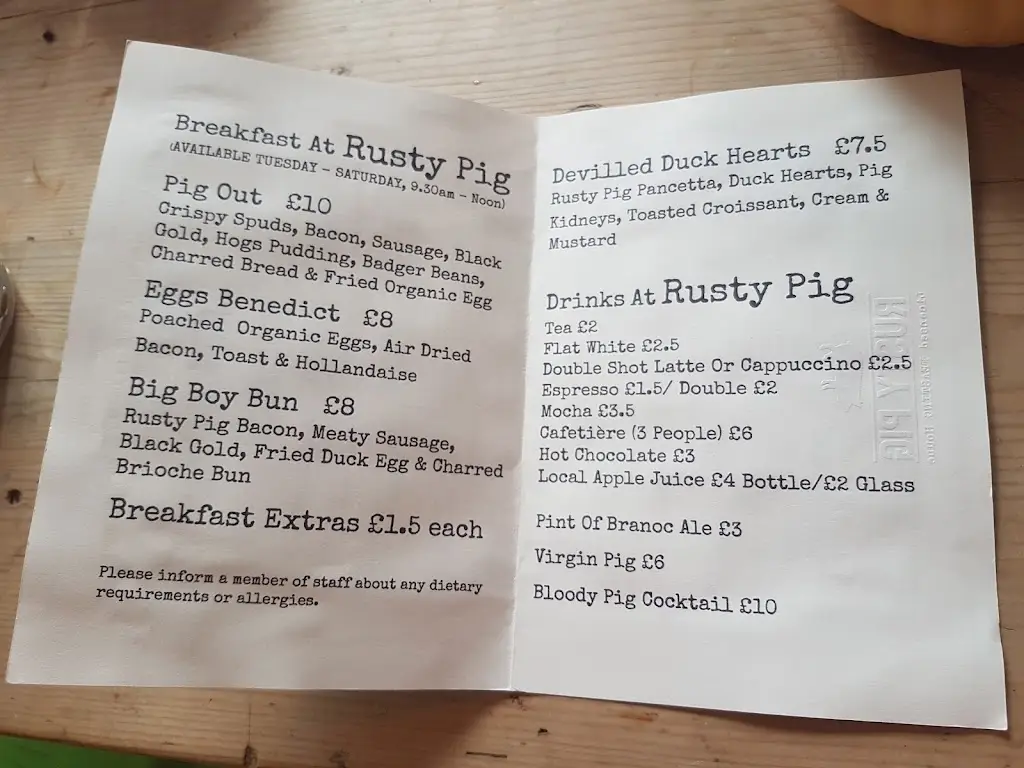 Breakfast At Rusty Pig
(AVAILABLE TUESDAY - SATURDAY, 9.30am - Noon)
Pig Out £10
Crispy Spuds, Bacon, Sausage, Black
Gold, Hogs Pudding, Badger Beans,
Charred Bread & Fried Organic Egg
Eggs Benedict £8
Poached Organic Eggs, Air Dried
Bacon, Toast & Hollandaise
Big Boy Bun £8
Rusty Pig Bacon, Meaty Sausage,
Black Gold, Fried Duck Egg & Charred
Brioche Bun
Breakfast Extras £1.5 each
Please inform a member of staff about any dietary
requirements or allergies.
Devilled Duck Hearts £7.5
Rusty Pig Pancetta, Duck Hearts, Pig
Kidneys, Toasted Croissant, Cream &
Mustard
Drinks At Rusty Pig
Tea £2
Flat White £2.5
Double Shot Latte Or Cappuccino £2.5
Espresso £1.5/ Double £2
Mocha £3.5
Cafetière (3 People) £6
Hot Chocolate £3
Local Apple Juice £4 Bottle/£2 Glass
Pint Of Branoc Ale £3
Virgin Pig £6
Bloody Pig Cocktail £10
RUSTY PIG